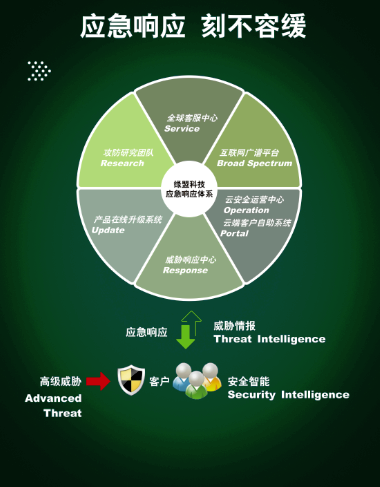 应急响应 刻不容缓
全球客服中心
Service
攻防研究团队
Research
互联网广谱平台
Broad Spectrum
绿盟科技
应急响应体系
产品在线升级系统
Update
云安全运营中心
Operation
云端客户自助系统
Portal
威胁响应中心
Response
应急响应
威胁情报
Threat Intelligence
高级威胁
Advanced
Threat
客户
安全智能
Security Intelligence